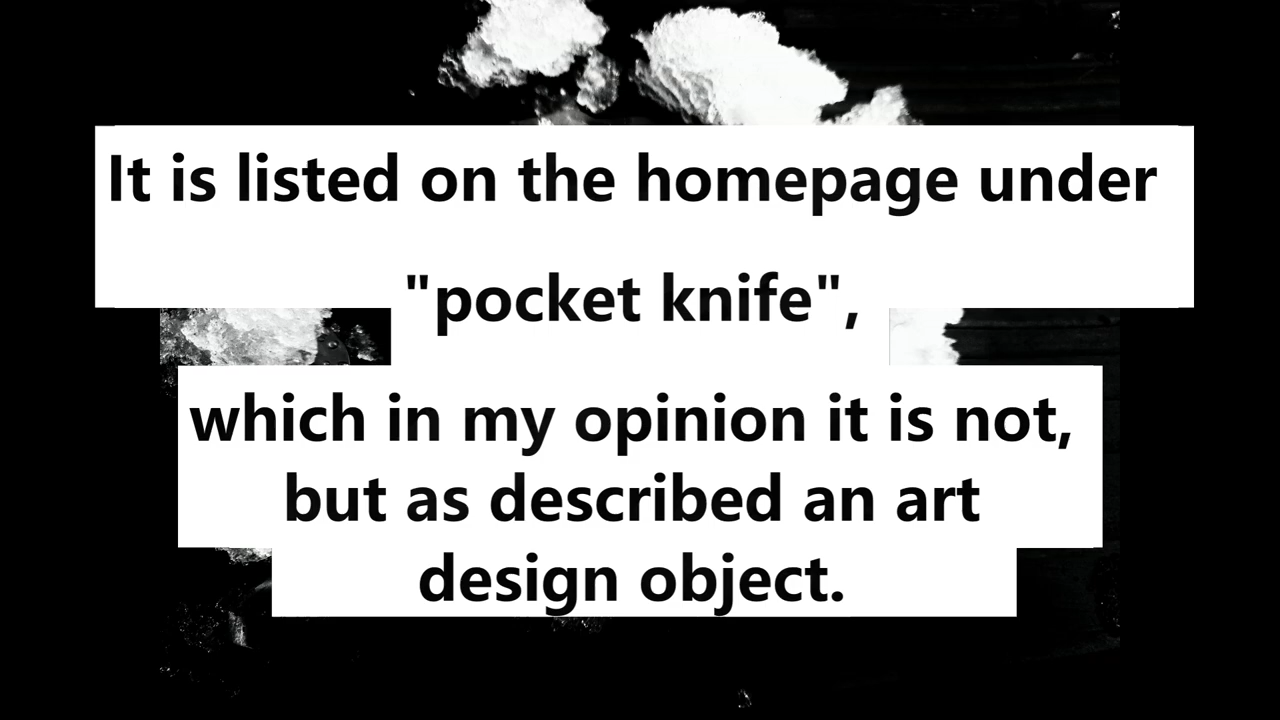 It is listed on the homepage under
"pocket knife",
which in my opinion it is not,
but as described an art
design object.